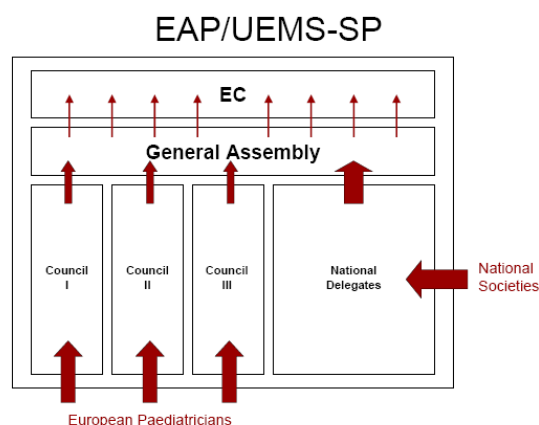 EAP/UEMS-SP
EC
General Assembly
Council
I
Council
II
Council
III
National
Delegates
National
Societies
European Paediatricians